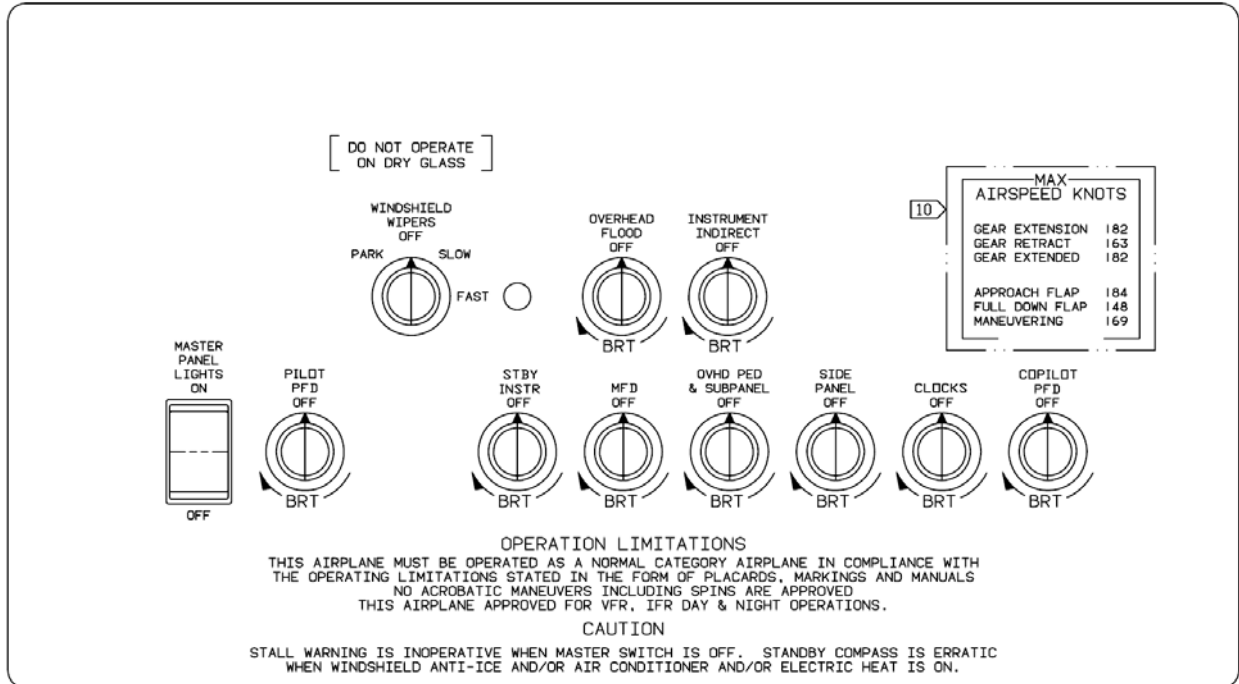 DO NOT OPERATE
ON DRY GLASS
WINDSHIELD
WIPERS
OFF
PARK
SLOW
FAST
OVERHEAD
FLOOD
OFF
BRT
INSTRUMENT
INDIRECT
OFF
BRT
10
MAX
AIRSPEED KNOTS
GEAR EXTENSION 182
GEAR RETRACT 163
GEAR EXTENDED 182
APPROACH FLAP 184
FULL DOWN FLAP 148
MANEUVERING 169
MASTER
PANEL
LIGHTS
ON
OFF
PILOT
PFD
OFF
BRT
STBY
INSTR
OFF
BRT
MFD
OFF
BRT
OVHD PED
& SUBPANEL
OFF
BRT
SIDE
PANEL
OFF
BRT
CLOCKS
OFF
BRT
COPILOT
PFD
OFF
BRT
OPERATION LIMITATIONS
THIS AIRPLANE MUST BE OPERATED AS A NORMAL CATEGORY AIRPLANE IN COMPLIANCE WITH
THE OPERATING LIMITATIONS STATED IN THE FORM OF PLACARDS, MARKINGS AND MANUALS
NO ACROBATIC MANEUVERS INCLUDING SPINS ARE APPROVED
THIS AIRPLANE APPROVED FOR VFR, IFR DAY & NIGHT OPERATIONS.
CAUTION
STALL WARNING IS INOPERATIVE WHEN MASTER SWITCH IS OFF. STANDBY COMPASS IS ERRATIC
WHEN WINDSHIELD ANTI-ICE AND/OR AIR CONDITIONER AND/OR ELECTRIC HEAT IS ON.